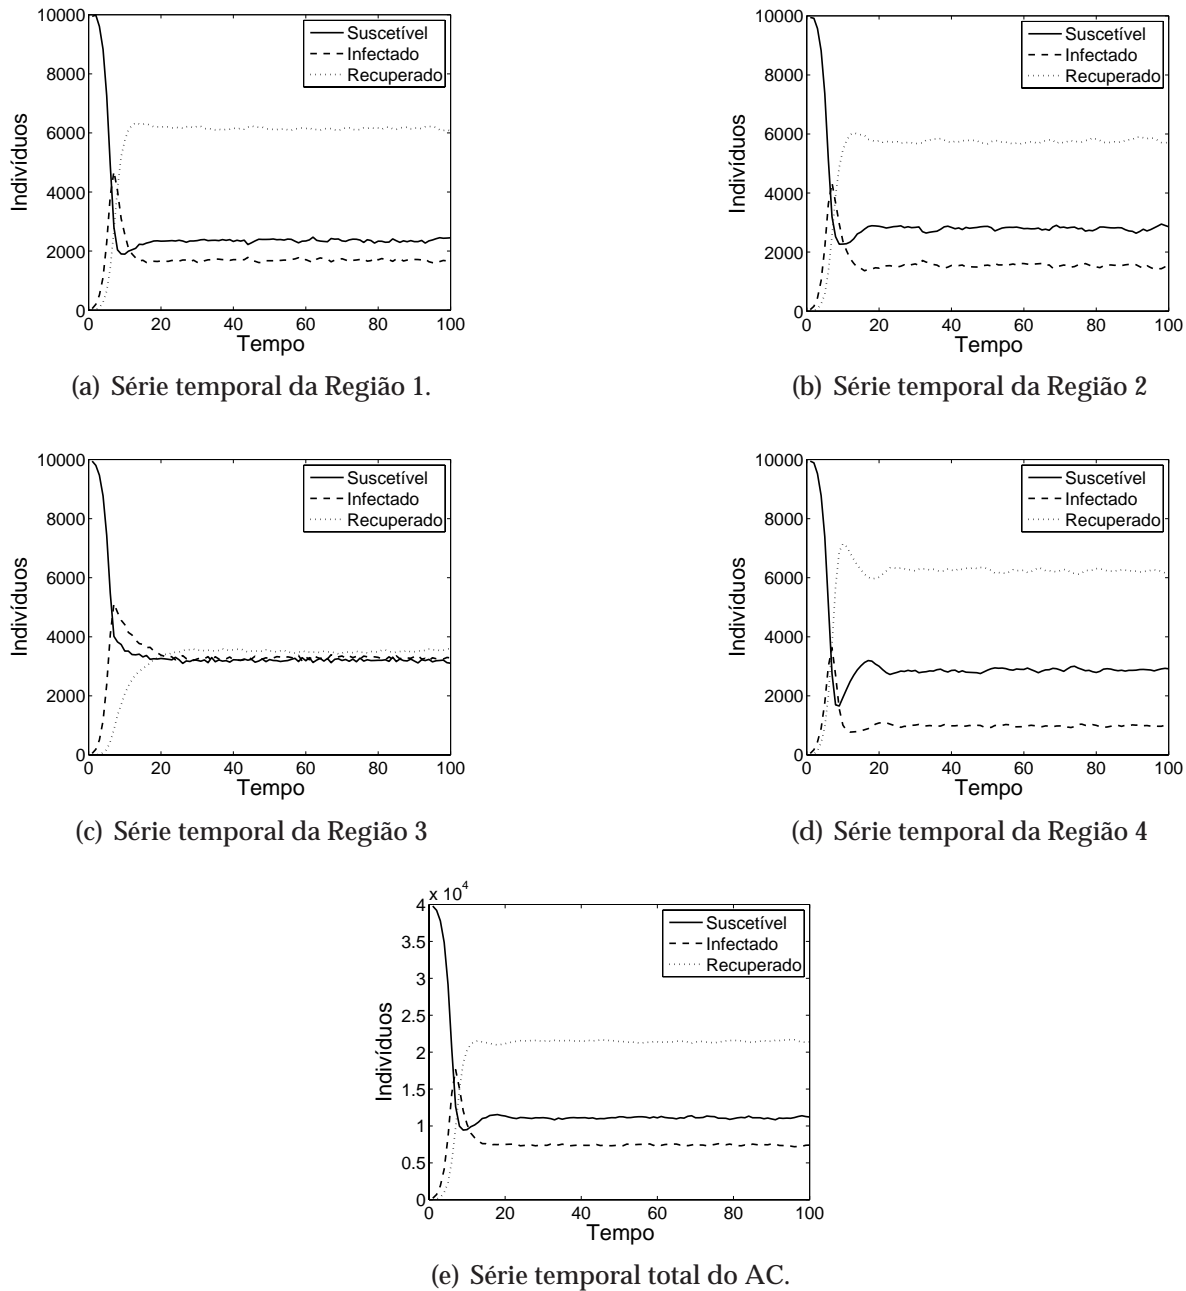 10000
8000
6000
4000
2000
0
Indivíduos
Suscetível
Infectado
Recuperado
0 20 40 60 80 100
Tempo
(a) Série temporal da Região 1.
10000
8000
6000
4000
2000
0
Indivíduos
Suscetível
Infectado
Recuperado
0 20 40 60 80 100
Tempo
(b) Série temporal da Região 2
10000
8000
6000
4000
2000
0
Indivíduos
Suscetível
Infectado
Recuperado
0 20 40 60 80 100
Tempo
(c) Série temporal da Região 3
10000
8000
6000
4000
2000
0
Indivíduos
Suscetível
Infectado
Recuperado
0 20 40 60 80 100
Tempo
(d) Série temporal da Região 4
x 10^4
4
3.5
3
2.5
2
1.5
1
0.5
0
Indivíduos
Suscetível
Infectado
Recuperado
0 20 40 60 80 100
Tempo
(e) Série temporal total do AC.